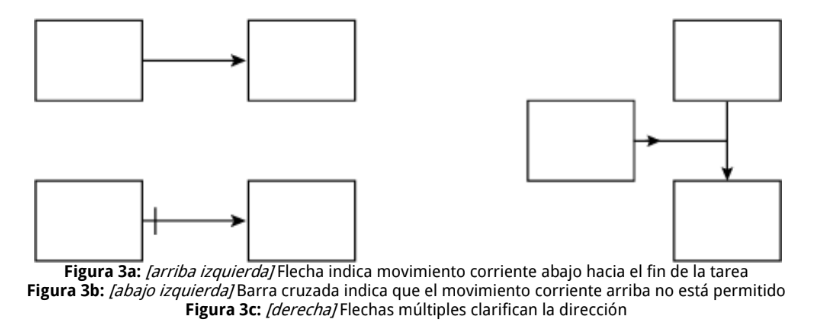 Figura 3a: [arriba izquierda] Flecha indica movimiento corriente abajo hacia el fin de la tarea
Figura 3b: [abajo izquierda] Barra cruzada indica que el movimiento corriente arriba no está permitido
Figura 3c: [derecha] Flechas múltiples clarifican la dirección